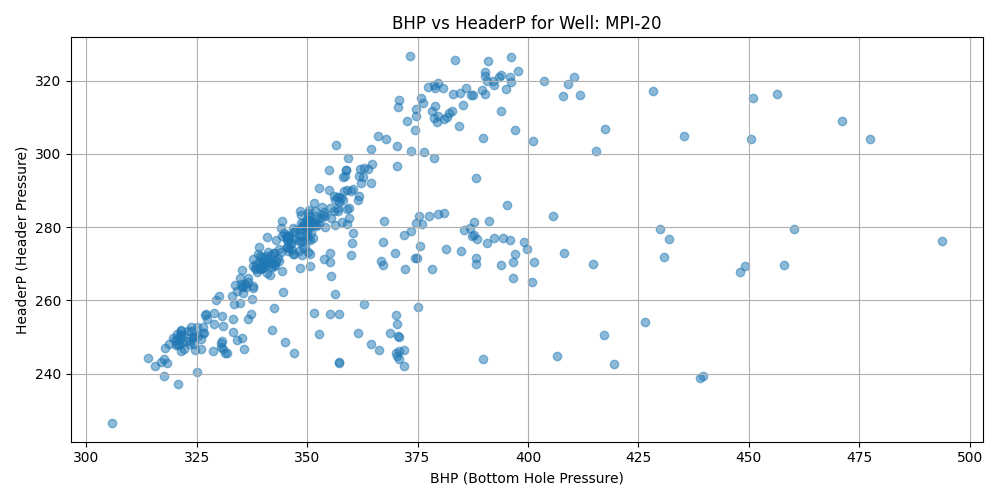 BHP vs HeaderP for Well: MPI-20
HeaderP (Header Pressure)
320
300
280
260
240
300 325 350 375 400 425 450 475 500
BHP (Bottom Hole Pressure)